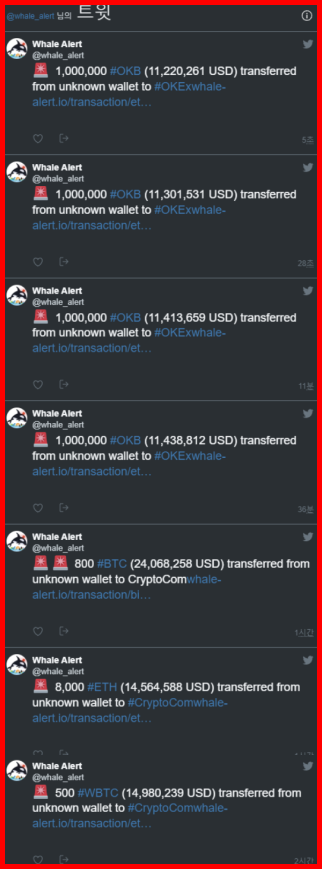 @whale_alert 님의 트윗
Whale Alert
@whale_alert
🚨 1,000,000 #OKB (11,220,261 USD) transferred
from unknown wallet to #OKExwhale-
alert.io/transaction/et…
5초
Whale Alert
@whale_alert
🚨 1,000,000 #OKB (11,301,531 USD) transferred
from unknown wallet to #OKExwhale-
alert.io/transaction/et…
28초
Whale Alert
@whale_alert
🚨 1,000,000 #OKB (11,413,659 USD) transferred
from unknown wallet to #OKExwhale-
alert.io/transaction/et…
11분
Whale Alert
@whale_alert
🚨 1,000,000 #OKB (11,438,812 USD) transferred
from unknown wallet to #OKExwhale-
alert.io/transaction/et…
36분
Whale Alert
@whale_alert
🚨 🚨 800 #BTC (24,068,258 USD) transferred from
unknown wallet to CryptoComwhale-
alert.io/transaction/bi…
1시간
Whale Alert
@whale_alert
🚨 8,000 #ETH (14,564,588 USD) transferred from
unknown wallet to #CryptoComwhale-
alert.io/transaction/et…
Whale Alert
@whale_alert
🚨 500 #WBTC (14,980,239 USD) transferred from
unknown wallet to #CryptoComwhale-
alert.io/transaction/et…
2시간